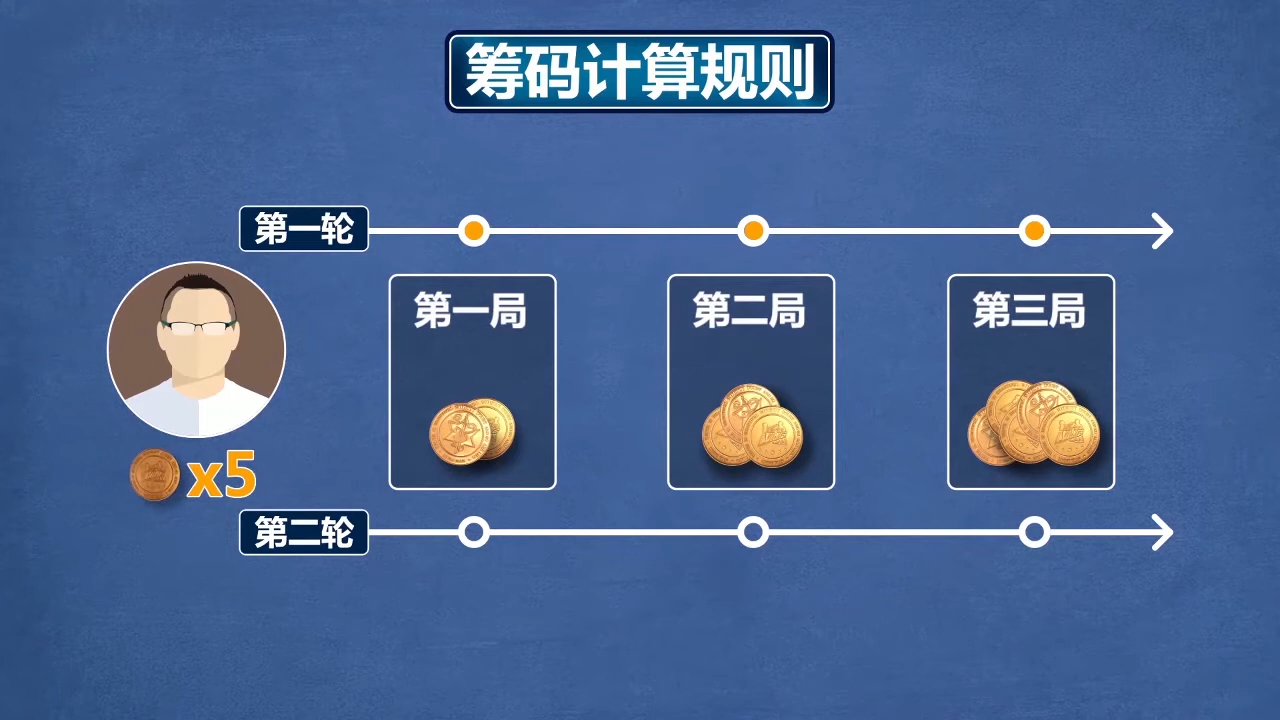 筹码计算规则
第一轮
第一局
第二局
第三局
x5
第二轮